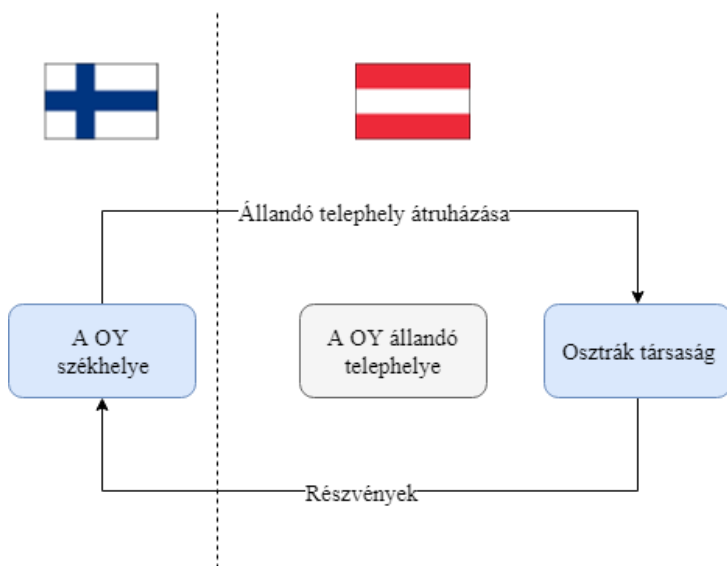 Állandó telephely átruházása
A OY
székhelye
A OY állandó
telephelye
Osztrák társaság
Részvények